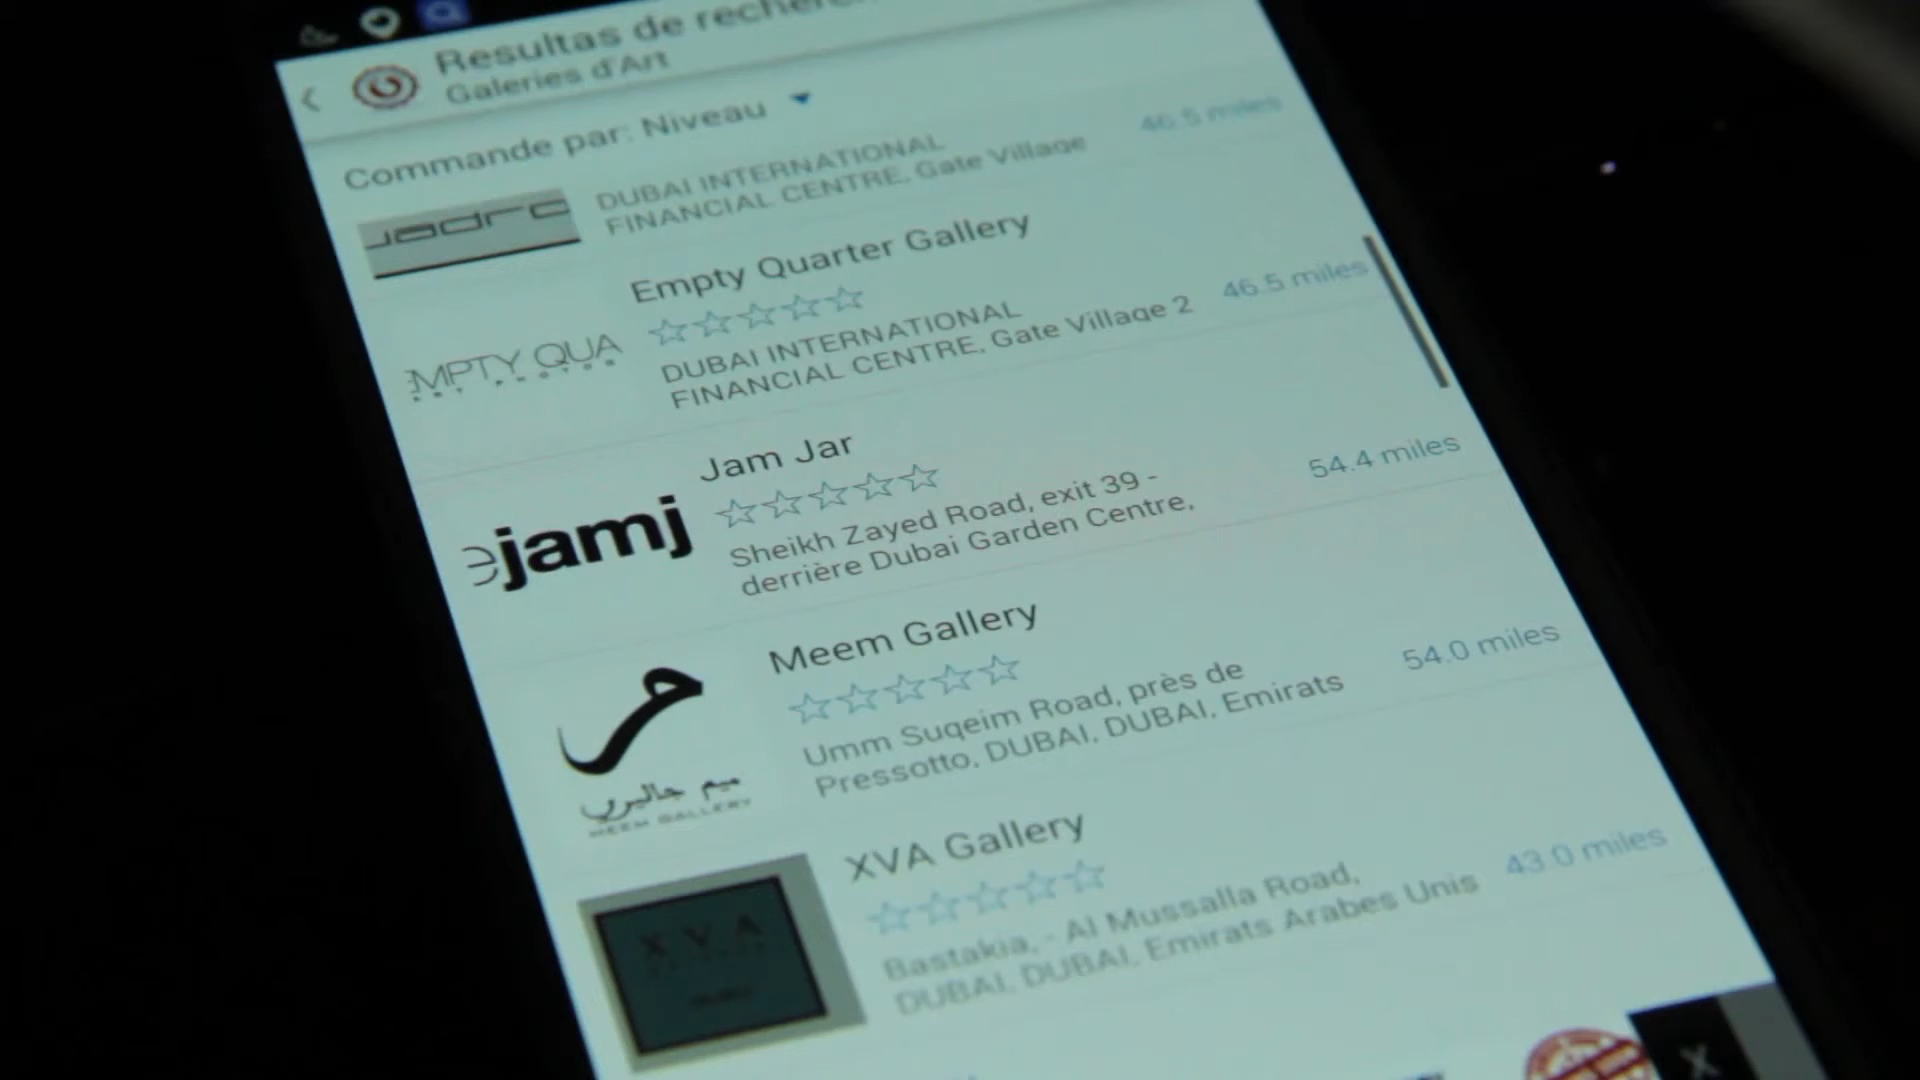 Resultas de
Galeries d'Art
Commande par: Niveau
DUBAI INTERNATIONAL
FINANCIAL CENTRE, Gate Village
46.5 miles
Empty Quarter Gallery
DUBAI INTERNATIONAL
FINANCIAL CENTRE, Gate Village 2
46.5 miles
MPTY QUA
Jam Jar
Sheikh Zayed Road, exit 39 -
derrière Dubai Garden Centre,
54.4 miles
ejamj
Meem Gallery
Umm Suqeim Road, près de
Pressotto, DUBAI, DUBAI, Emirats
54.0 miles
ميم جاليري
MEEM GALLERY
XVA Gallery
Bastakia, - Al Mussalla Road,
DUBAI, DUBAI, Emirats Arabes Unis
43.0 miles
XVA
X